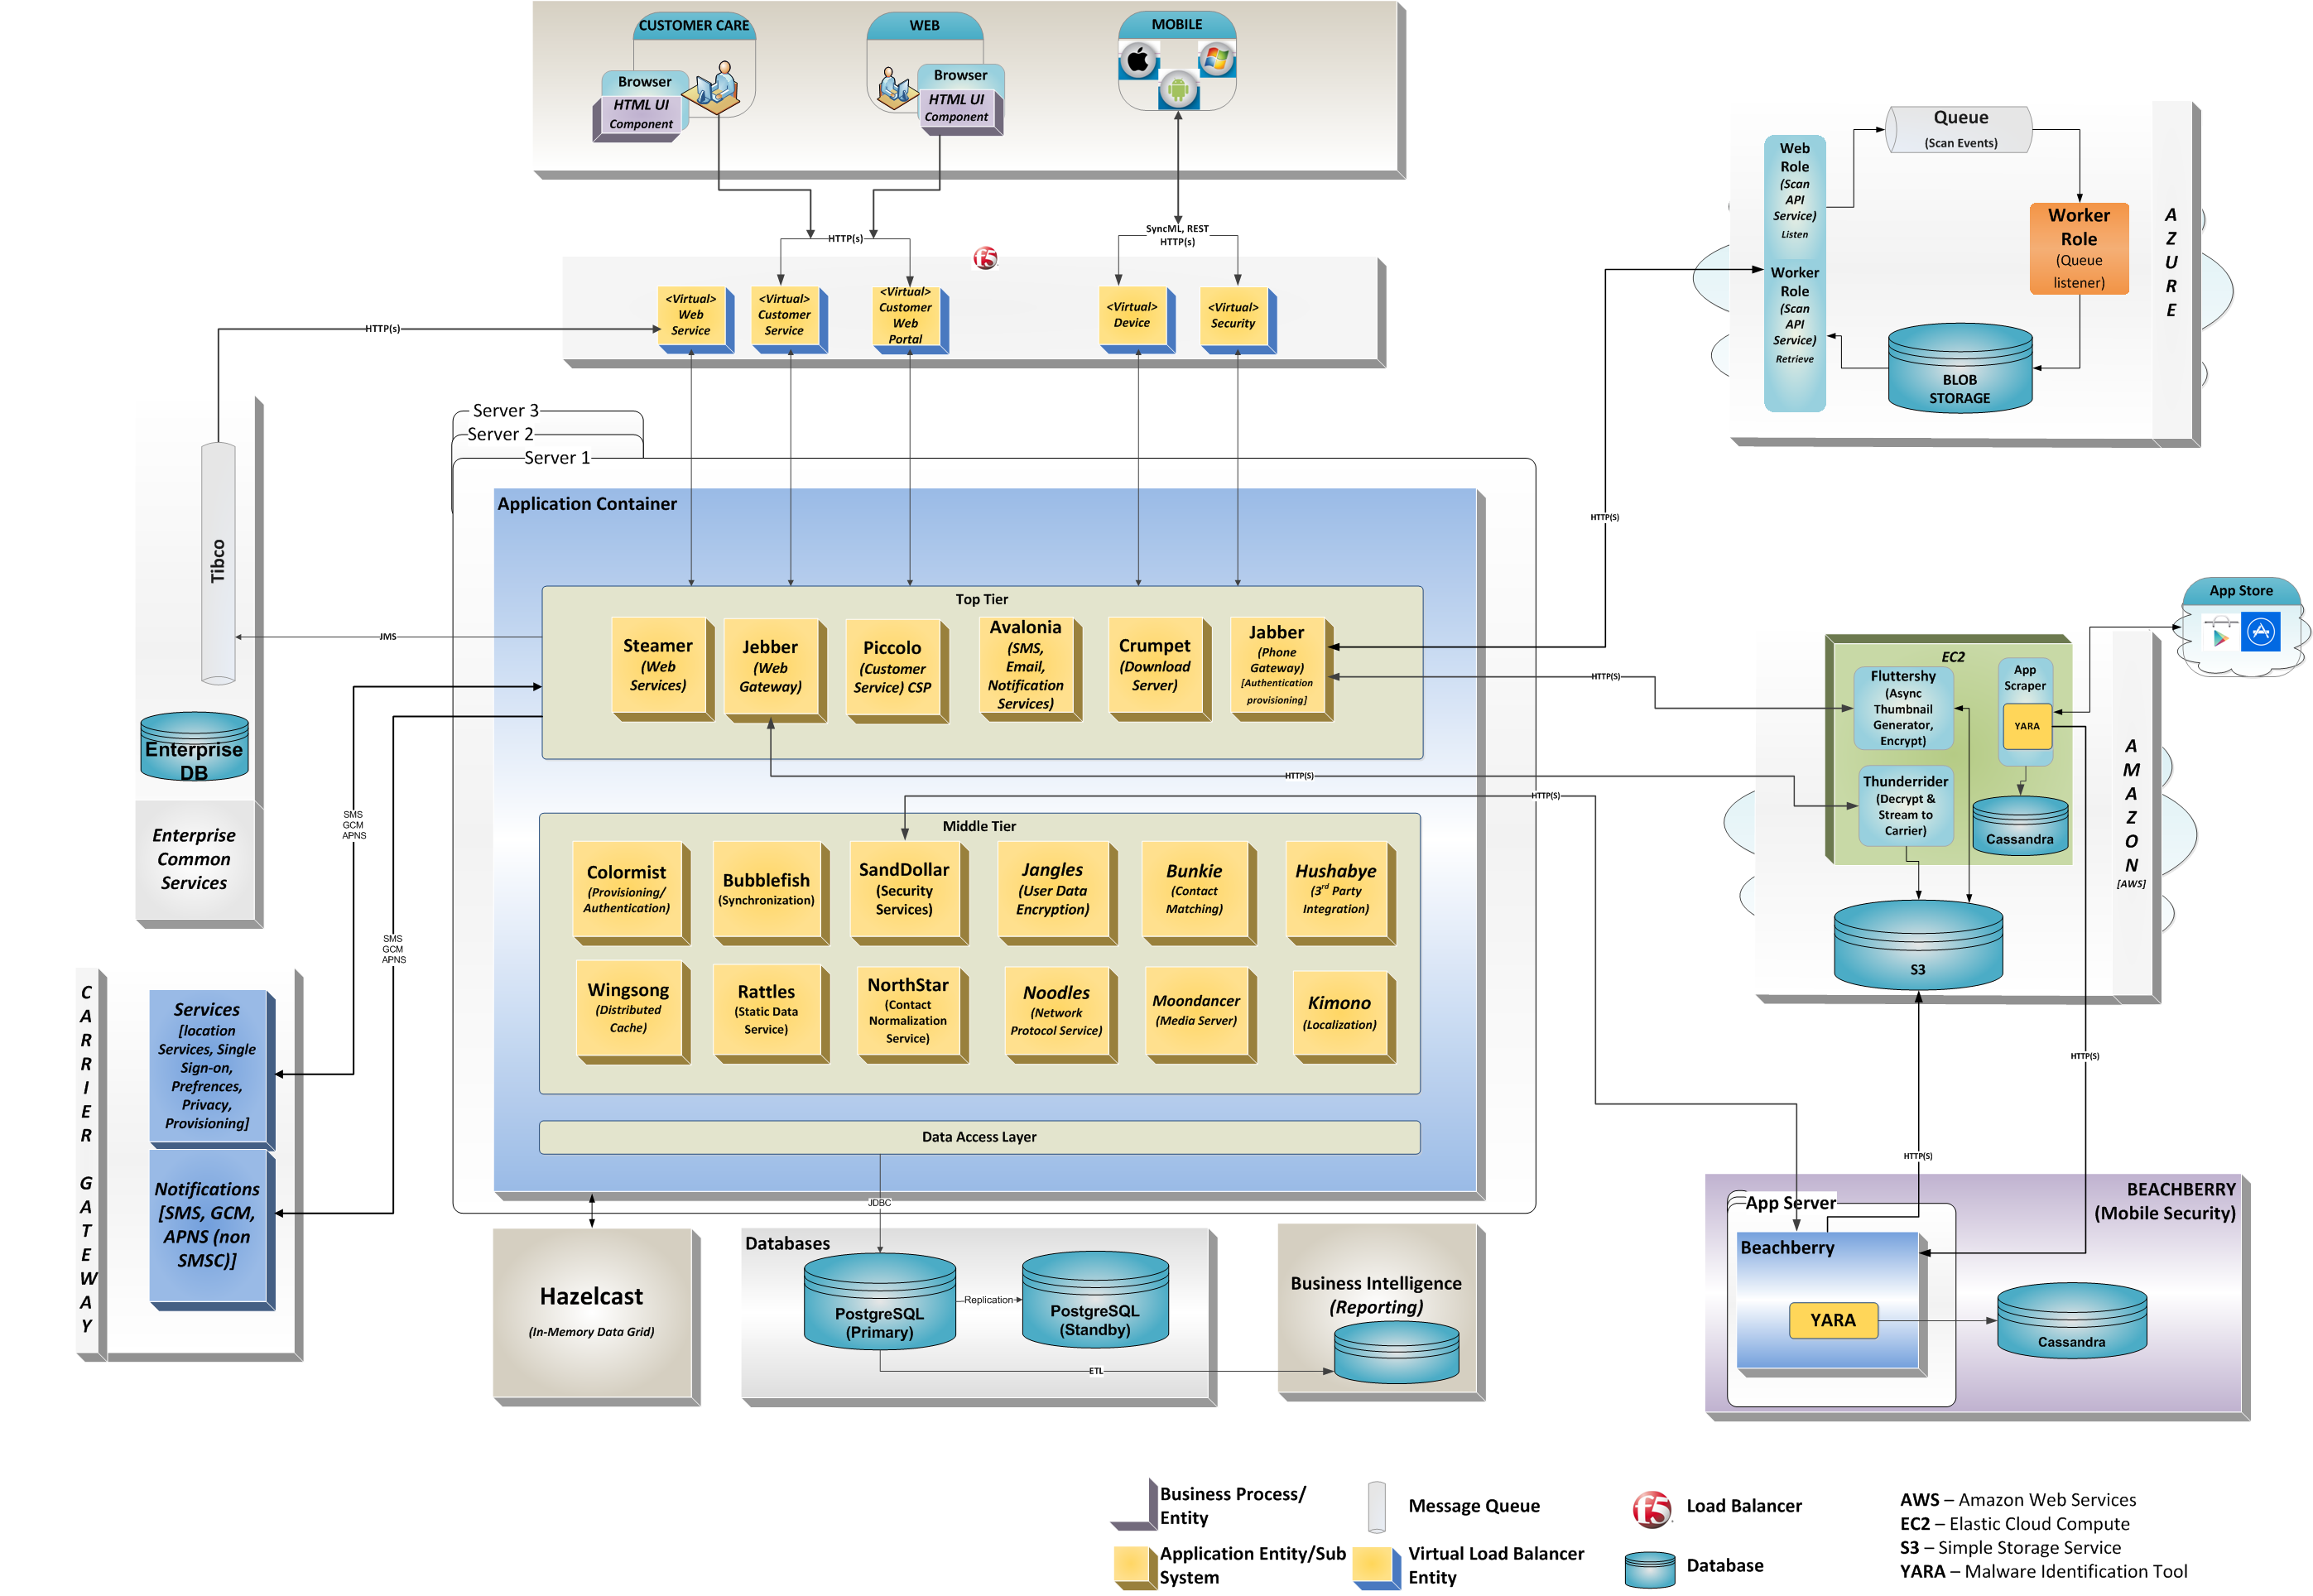 CUSTOMER CARE
Browser
HTML UI
Component
WEB
Browser
HTML UI
Component
MOBILE
HTTP(s)
SyncML, REST
HTTP(s)
f5
<Virtual>
Web
Service
<Virtual>
Customer
Service
<Virtual>
Customer
Web
Portal
<Virtual>
Device
<Virtual>
Security
HTTP(s)
Tibco
Enterprise
DB
Enterprise
Common
Services
JMS
SMS
GCM
APNS
SMS
GCM
APNS
CARRIER GATEWAY
Services
[location
Services, Single
Sign-on,
Prefrences,
Privacy,
Provisioning]
Notifications
[SMS, GCM,
APNS (non
SMSC)]
Server 3
Server 2
Server 1
Application Container
Top Tier
Steamer
(Web
Services)
Jebber
(Web
Gateway)
Piccolo
(Customer
Service) CSP
Avalonia
(SMS,
Email,
Notification
Services)
Crumpet
(Download
Server)
Jabber
(Phone
Gateway)
[Authentication
provisioning]
HTTP(S)
HTTP(S)
HTTP(S)
HTTP(S)
Middle Tier
Colormist
(Provisioning/
Authentication)
Bubblefish
(Synchronization)
SandDollar
(Security
Services)
Jangles
(User Data
Encryption)
Bunkie
(Contact
Matching)
Hushabye
(3rd Party
Integration)
Wingsong
(Distributed
Cache)
Rattles
(Static Data
Service)
NorthStar
(Contact
Normalization
Service)
Noodles
(Network
Protocol Service)
Moondancer
(Media Server)
Kimono
(Localization)
Data Access Layer
JDBC
Hazelcast
(In-Memory Data Grid)
Databases
PostgreSQL
(Primary)
Replication
PostgreSQL
(Standby)
ETL
Business Intelligence
(Reporting)
Web
Role
(Scan
API
Service)
Listen
Worker
Role
(Scan
API
Service)
Retrieve
Queue
(Scan Events)
Worker
Role
(Queue
listener)
BLOB
STORAGE
AZURE
App Store
EC2
Fluttershy
(Async
Thumbnail
Generator,
Encrypt)
App
Scraper
YARA
Thunderrider
(Decrypt &
Stream to
Carrier)
Cassandra
S3
AMAZON
[AWS]
HTTP(S)
HTTP(S)
BEACHBERRY
(Mobile Security)
App Server
Beachberry
YARA
Cassandra
Business Process/
Entity
Message Queue
f5
Load Balancer
Application Entity/Sub
System
Virtual Load Balancer
Entity
Database
AWS – Amazon Web Services
EC2 – Elastic Cloud Compute
S3 – Simple Storage Service
YARA – Malware Identification Tool